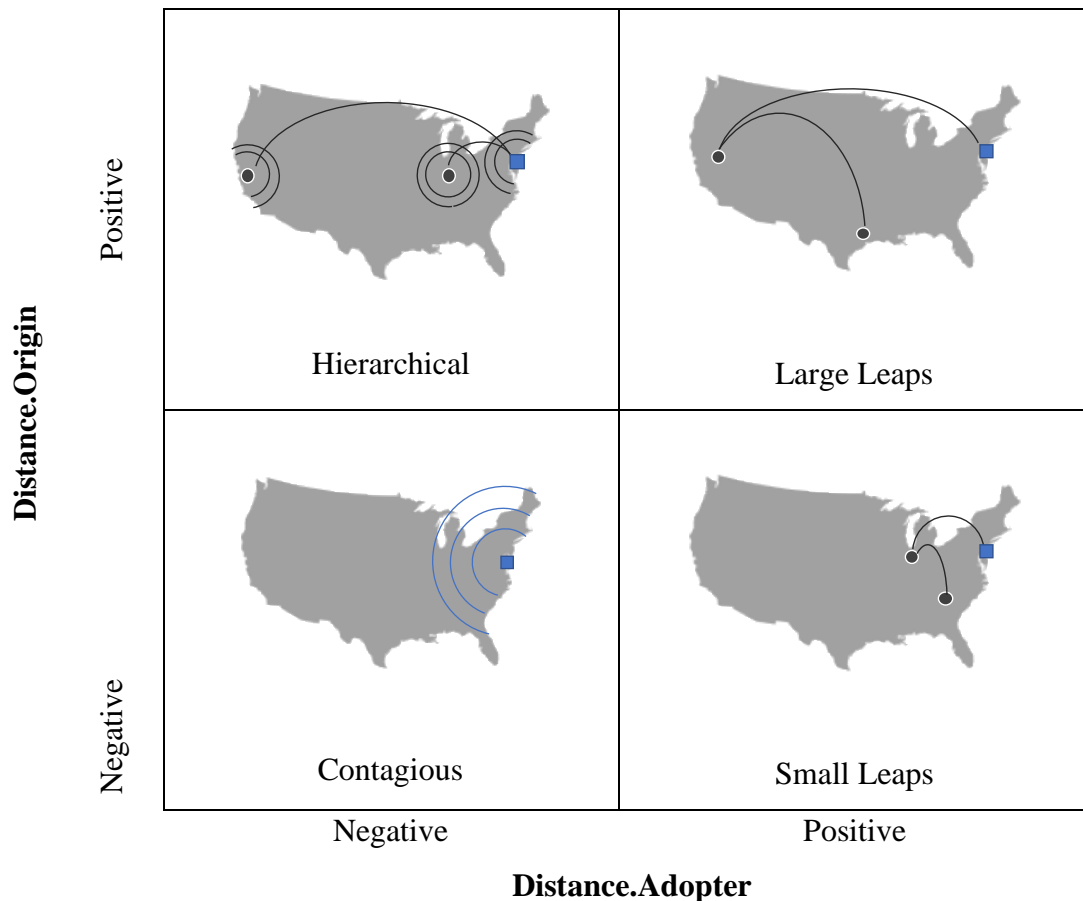 Distance.Origin
Positive
Negative
Hierarchical
Large Leaps
Contagious
Small Leaps
Negative
Positive
Distance.Adopter